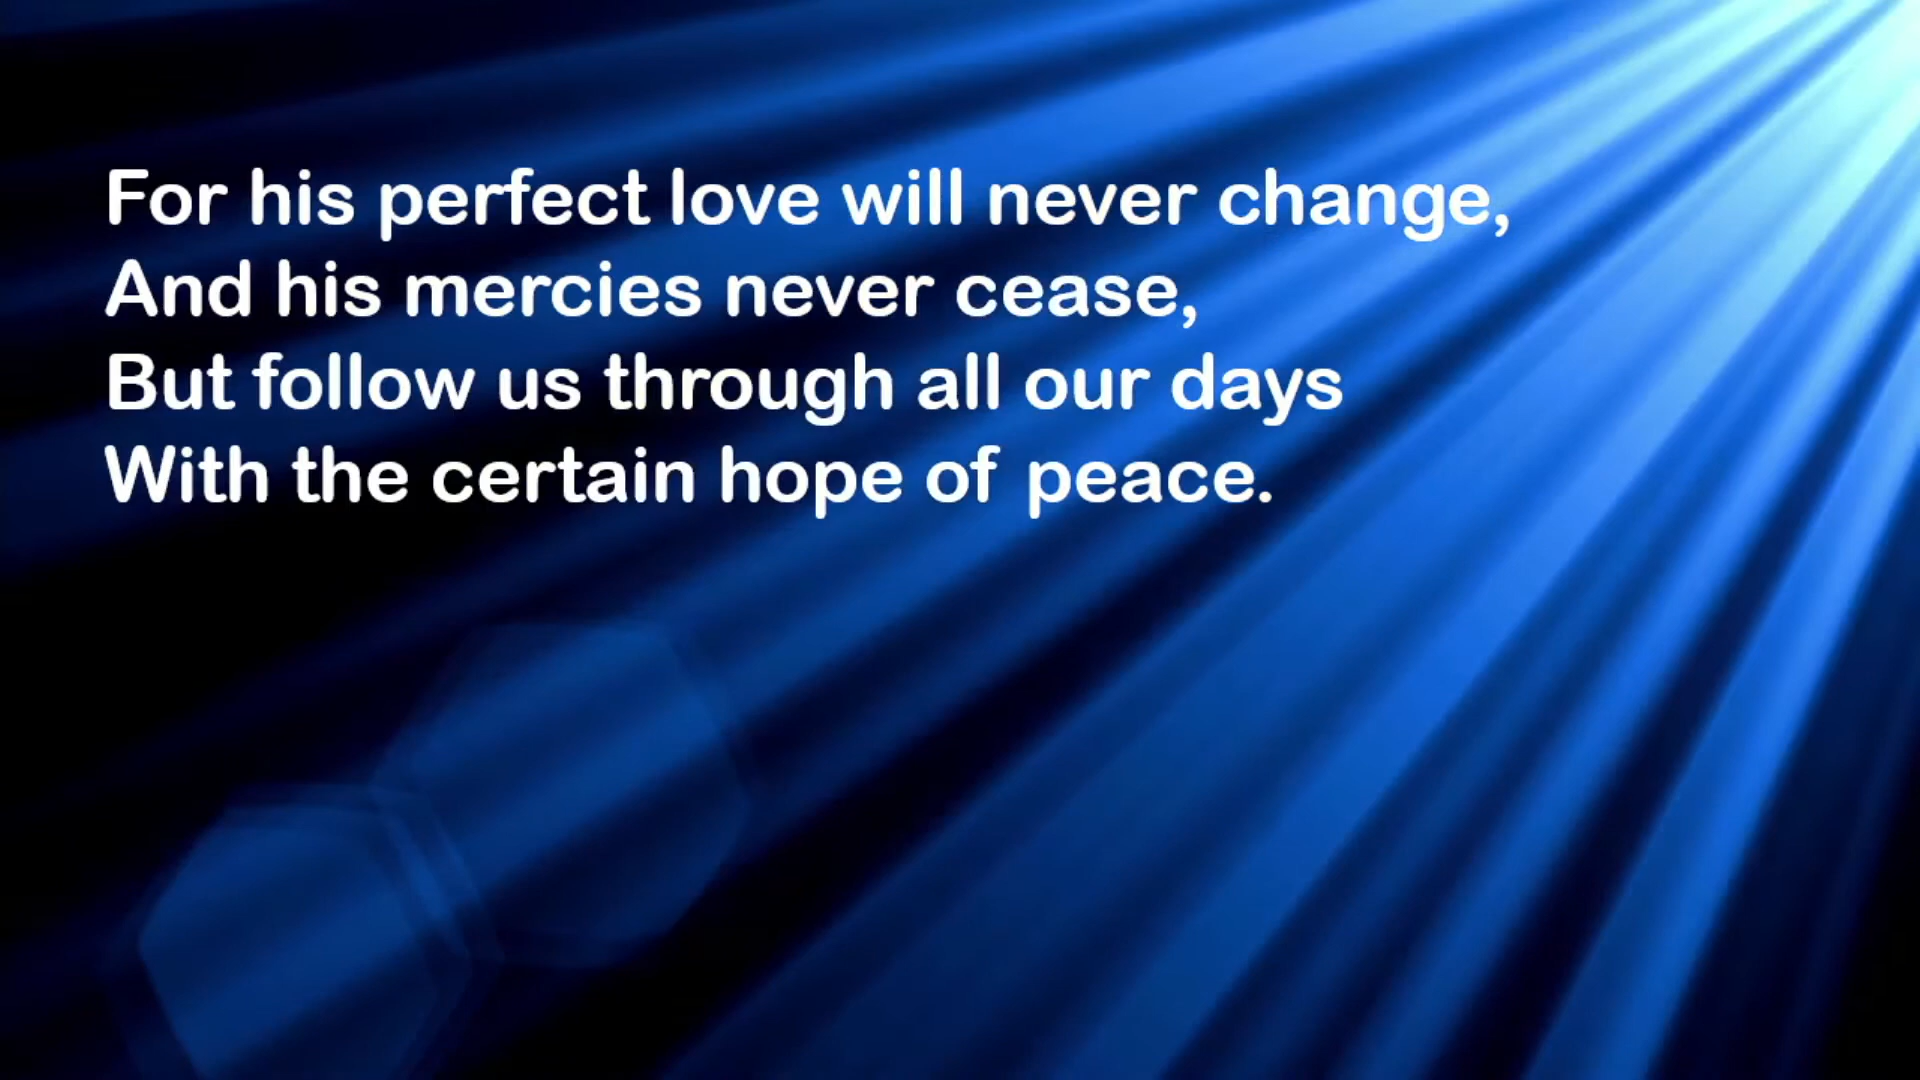 For his perfect love will never change,
And his mercies never cease,
But follow us through all our days
With the certain hope of peace.